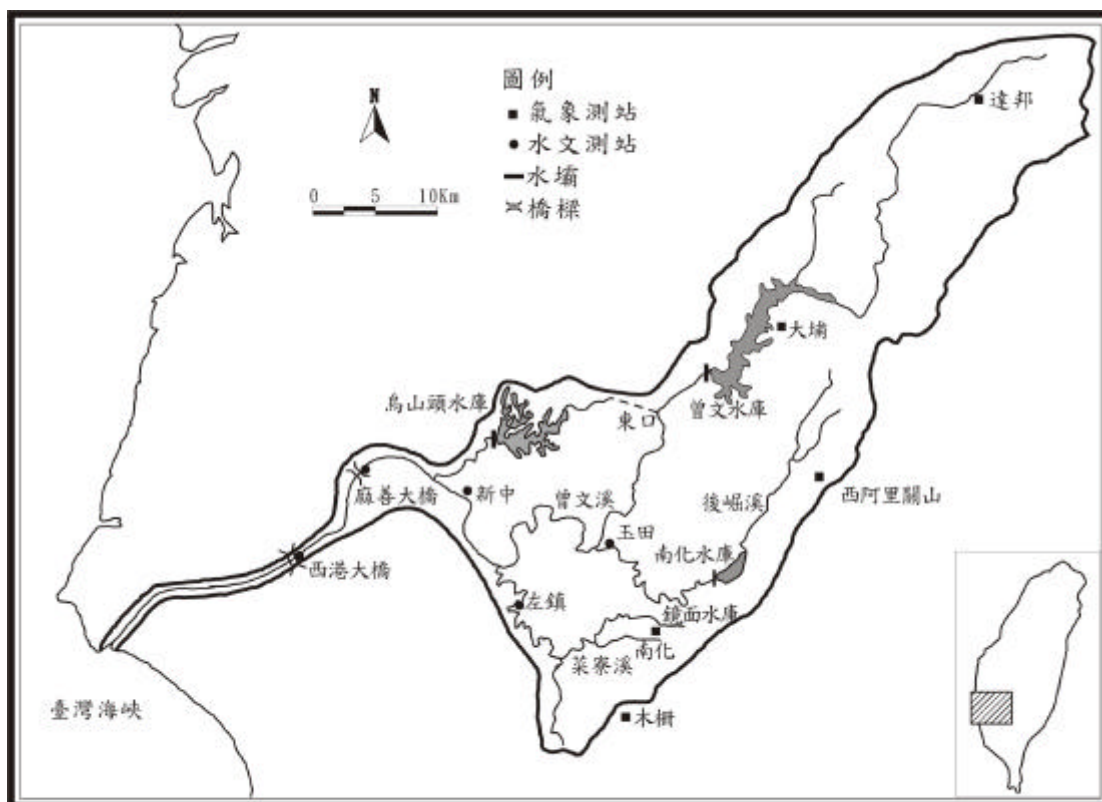 圖例
氣象測站
水文測站
水壩
橋樑
N
0 5 10Km
達邦
大埔
曾文水庫
烏山頭水庫
東口
麻善大橋
新中
曾文溪
後崛溪
西阿里關山
玉田
南化水庫
西港大橋
左鎮
鏡面水庫
南化
菜寮溪
木柵
臺灣海峽